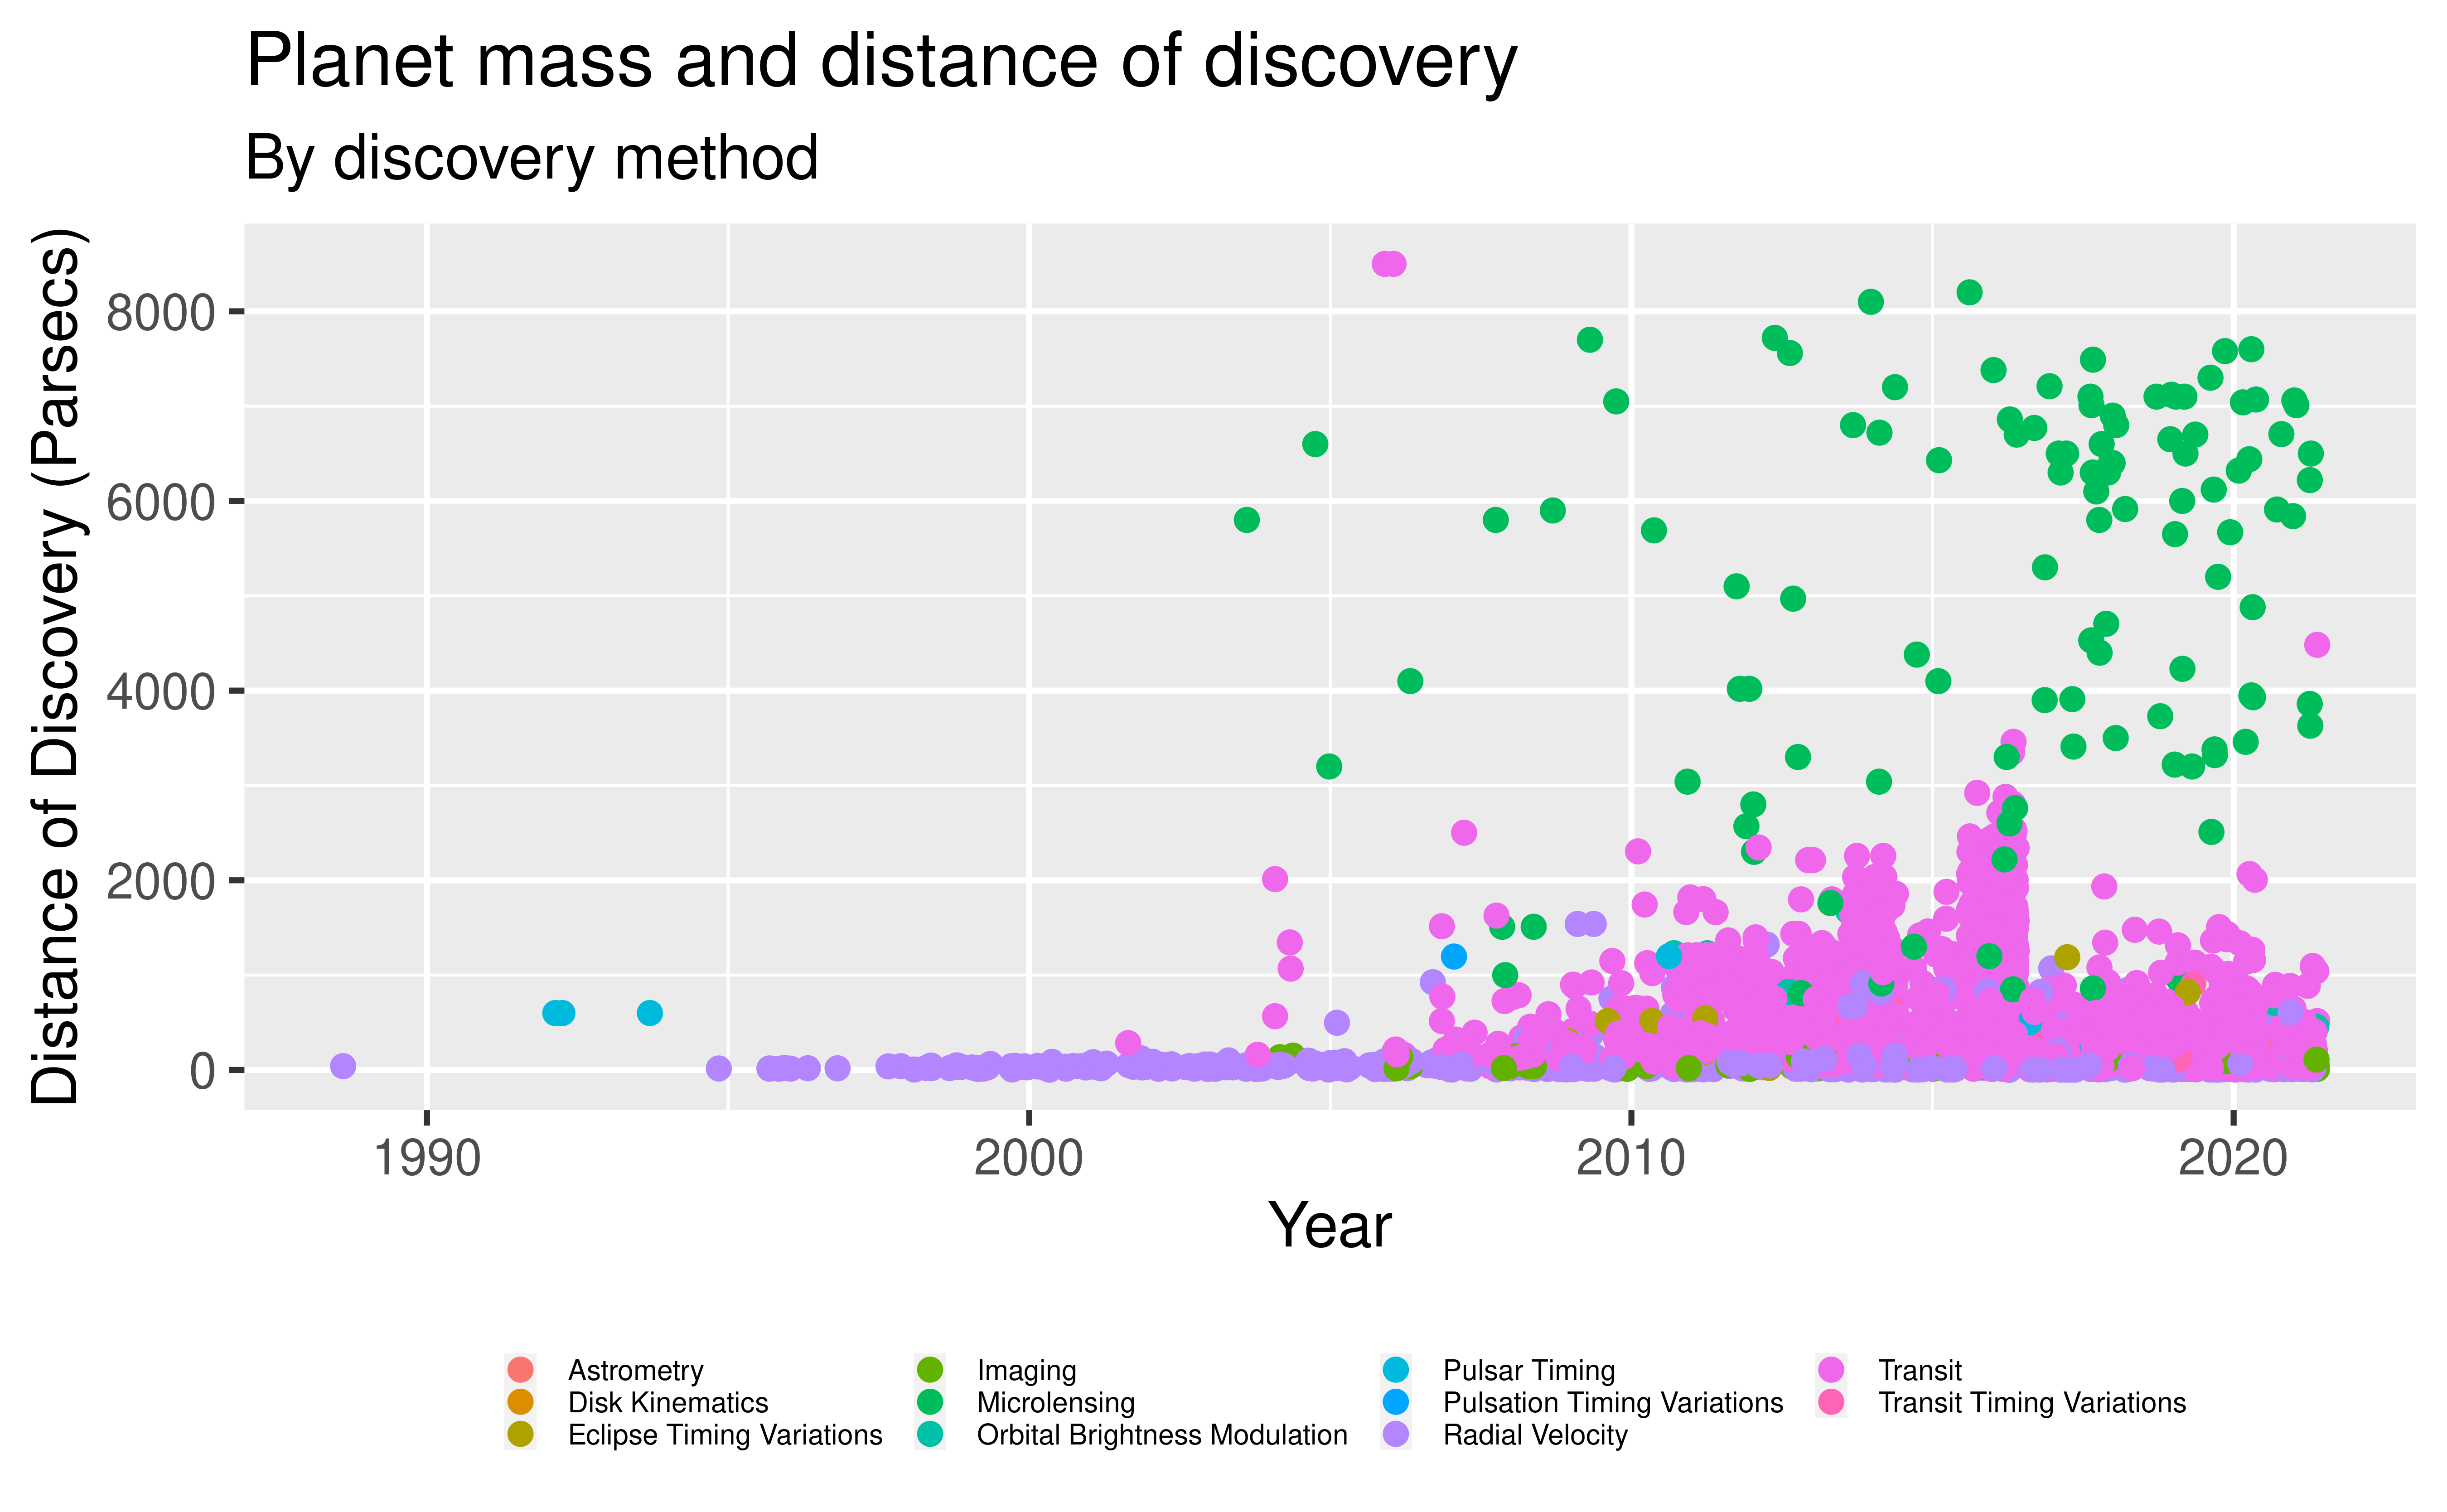 Planet mass and distance of discovery
By discovery method
Distance of Discovery (Parsecs)
8000
6000
4000
2000
0
1990
2000
2010
2020
Year
Astrometry
Disk Kinematics
Eclipse Timing Variations
Imaging
Microlensing
Orbital Brightness Modulation
Pulsar Timing
Pulsation Timing Variations
Radial Velocity
Transit
Transit Timing Variations